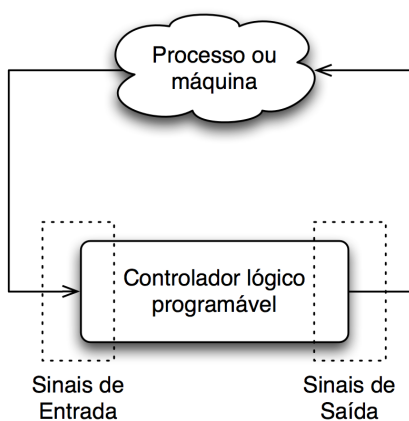 Processo ou
máquina
Controlador lógico
programável
Sinais de
Entrada
Sinais de
Saída